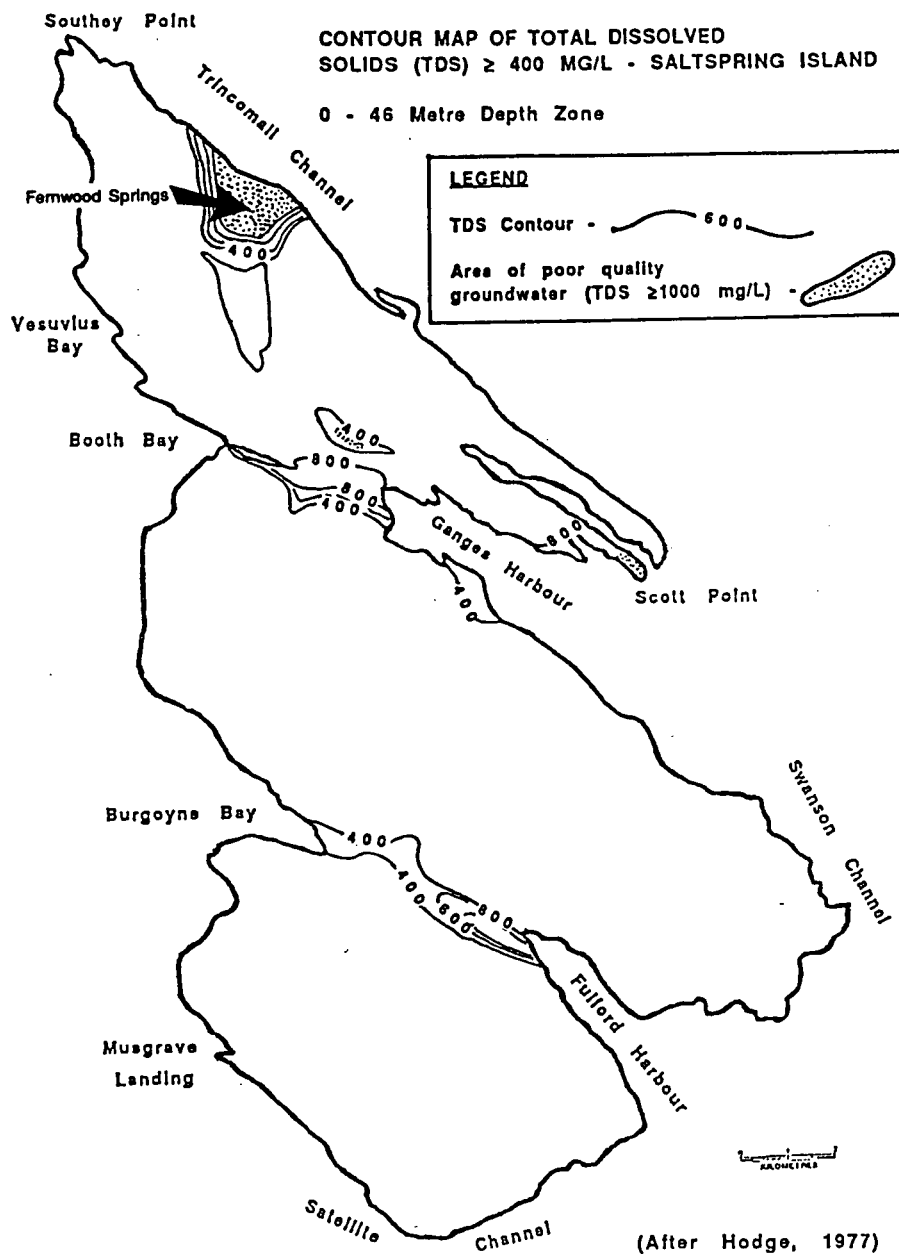 Southey Point
CONTOUR MAP OF TOTAL DISSOLVED
SOLIDS (TDS) ≥ 400 MG/L - SALTSPRING ISLAND
0 - 46 Metre Depth Zone
Trincomali Channel
LEGEND
TDS Contour - 600
Area of poor quality
groundwater (TDS ≥1000 mg/L) -
Fernwood Springs
400
Vesuvius
Bay
Booth Bay
400
800
800
400
Ganges Harbour
800
Scott Point
400
Swanson Channel
Burgoyne Bay
400
400
600
800
Fulford Harbour
Musgrave
Landing
KILOMETRES
Satellite Channel
(After Hodge, 1977)